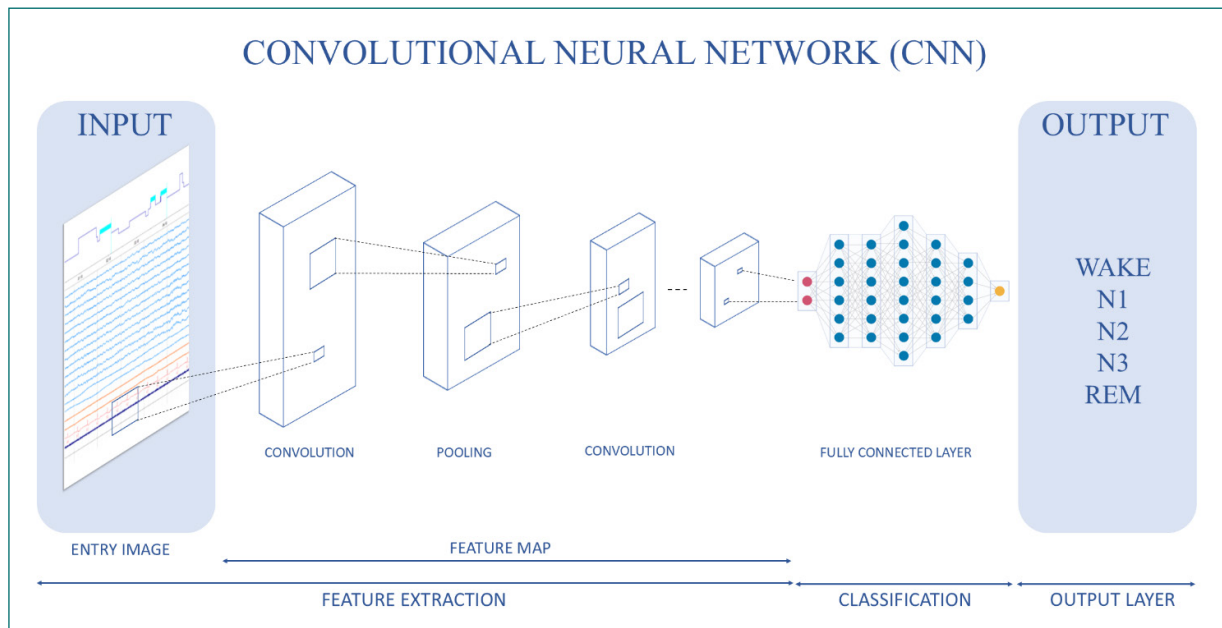 CONVOLUTIONAL NEURAL NETWORK (CNN)
INPUT
OUTPUT
WAKE
N1
N2
N3
REM
CONVOLUTION
POOLING
CONVOLUTION
FULLY CONNECTED LAYER
ENTRY IMAGE
FEATURE MAP
FEATURE EXTRACTION
CLASSIFICATION
OUTPUT LAYER